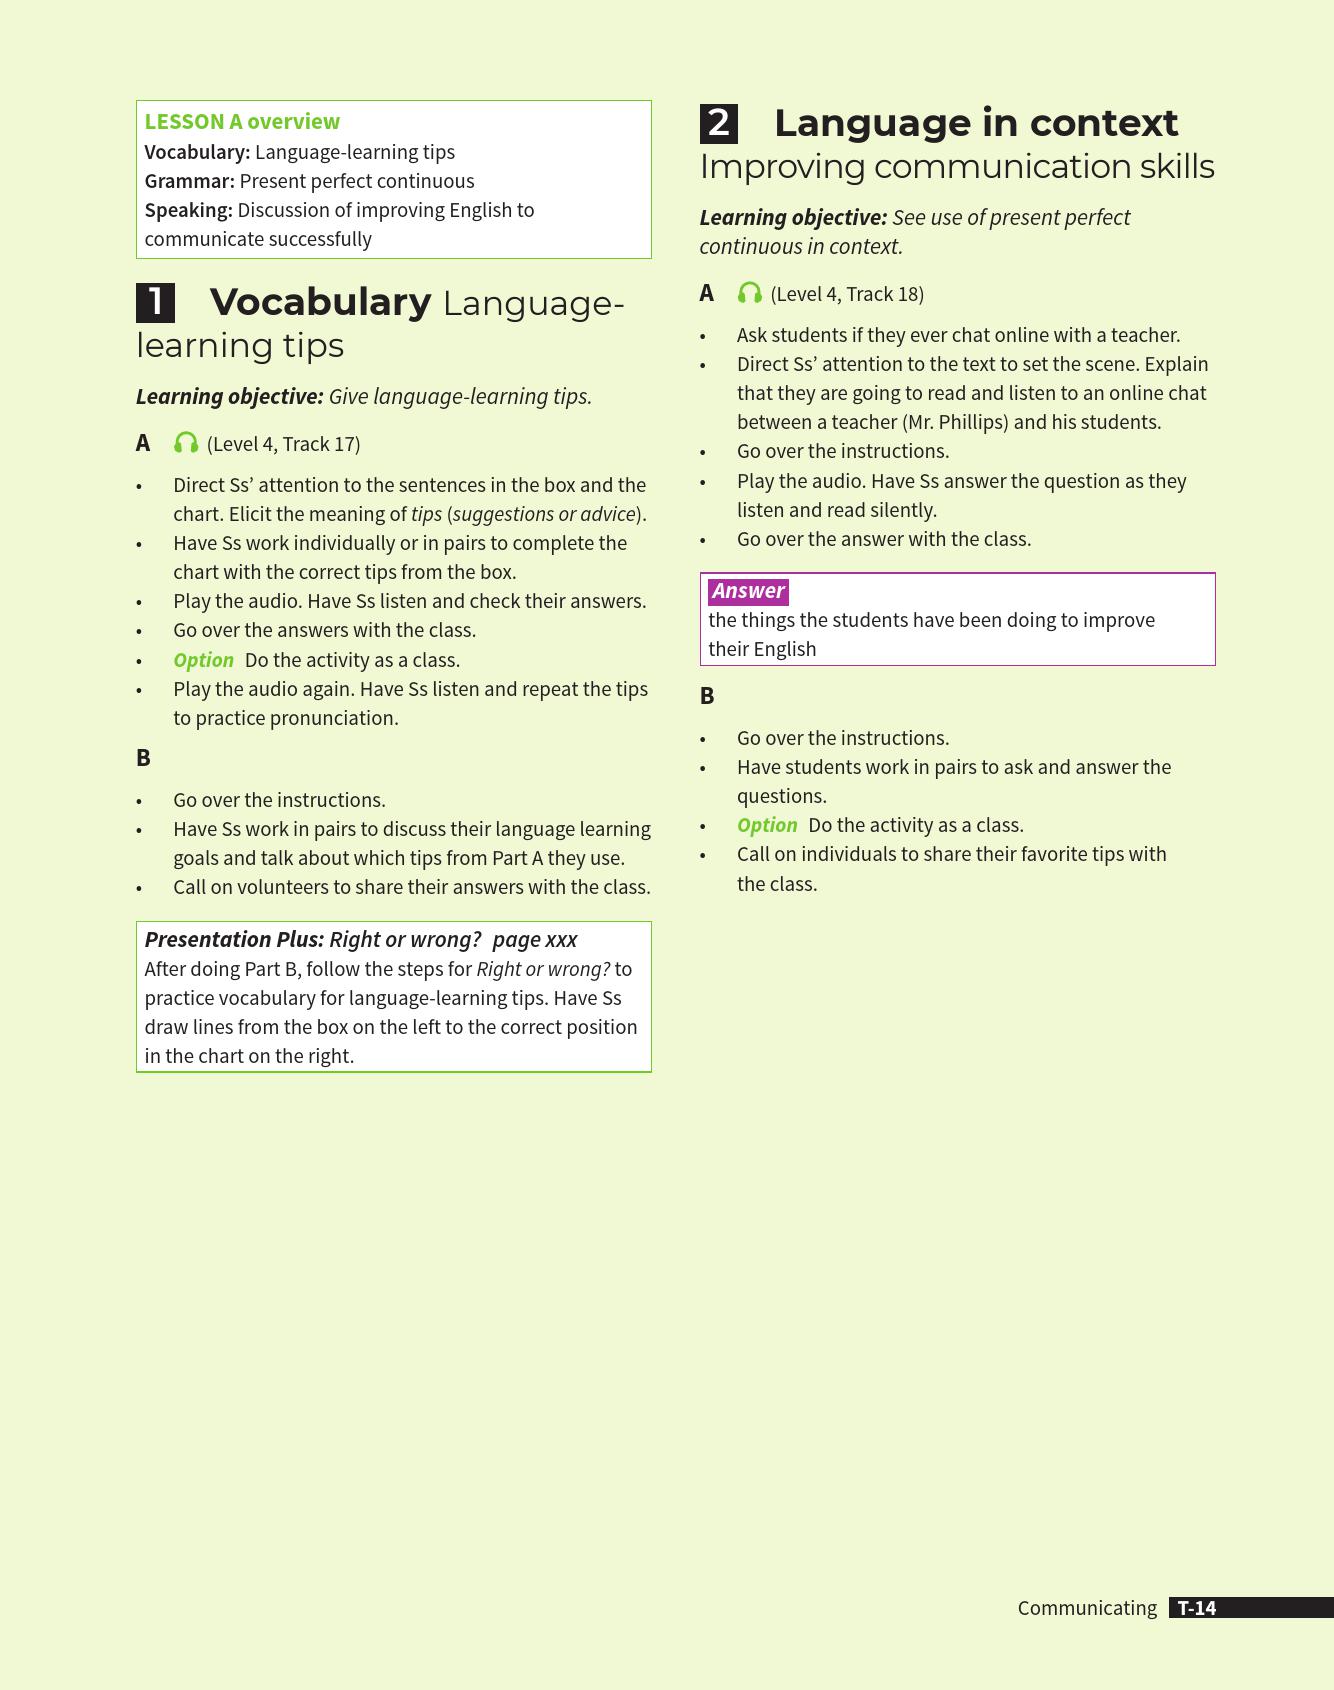 LESSON A overview
Vocabulary: Language-learning tips
Grammar: Present perfect continuous
Speaking: Discussion of improving English to
communicate successfully
1 Vocabulary Language-
learning tips
Learning objective: Give language-learning tips.
A (Level 4, Track 17)
• Direct Ss’ attention to the sentences in the box and the
chart. Elicit the meaning of tips (suggestions or advice).
• Have Ss work individually or in pairs to complete the
chart with the correct tips from the box.
• Play the audio. Have Ss listen and check their answers.
• Go over the answers with the class.
• Option Do the activity as a class.
• Play the audio again. Have Ss listen and repeat the tips
to practice pronunciation.
B
• Go over the instructions.
• Have Ss work in pairs to discuss their language learning
goals and talk about which tips from Part A they use.
• Call on volunteers to share their answers with the class.
Presentation Plus: Right or wrong? page xxx
After doing Part B, follow the steps for Right or wrong? to
practice vocabulary for language-learning tips. Have Ss
draw lines from the box on the left to the correct position
in the chart on the right.
2 Language in context
Improving communication skills
Learning objective: See use of present perfect
continuous in context.
A (Level 4, Track 18)
• Ask students if they ever chat online with a teacher.
• Direct Ss’ attention to the text to set the scene. Explain
that they are going to read and listen to an online chat
between a teacher (Mr. Phillips) and his students.
• Go over the instructions.
• Play the audio. Have Ss answer the question as they
listen and read silently.
• Go over the answer with the class.
Answer
the things the students have been doing to improve
their English
B
• Go over the instructions.
• Have students work in pairs to ask and answer the
questions.
• Option Do the activity as a class.
• Call on individuals to share their favorite tips with
the class.
Communicating T-14